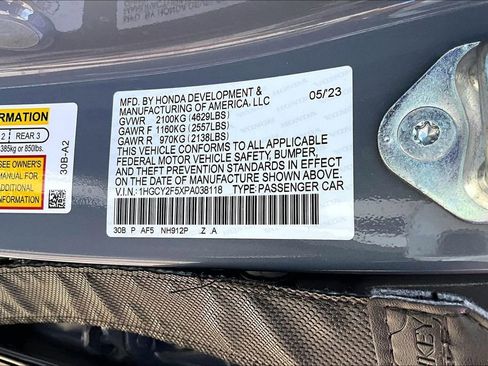 MFD. BY HONDA DEVELOPMENT & 05/23
MANUFACTURING OF AMERICA, LLC
GVWR 2100KG (4629LBS)
GAWR F 1160KG (2557LBS)
GAWR R 970KG (2138LBS)
THIS VEHICLE CONFORMS TO ALL APPLICABLE
FEDERAL MOTOR VEHICLE SAFETY, BUMPER,
AND THEFT PREVENTION STANDARDS IN EFFECT
ON THE DATE OF MANUFACTURE SHOWN ABOVE.
V.I.N.: 1HGCY2F5XPA038118 TYPE: PASSENGER CAR
30B P AF5 NH912P .Z .A
RMATION
2 REAR 3
385kg or 850lbs.
SEE OWNER'S
MANUAL FOR
ADDITIONAL
30B-A2